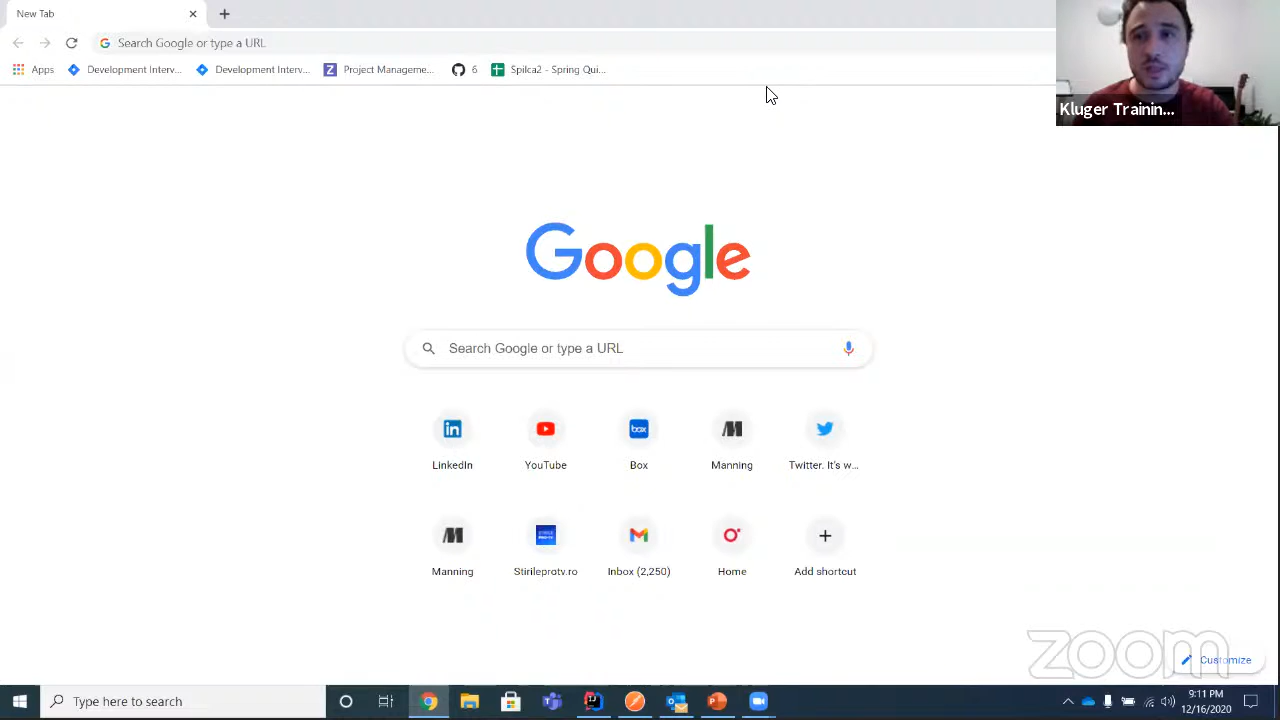 New Tab
Search Google or type a URL
Apps
Development Interv...
Development Interv...
Project Manageme...
6
Spilca2 - Spring Qui...
Kluger Trainin...
Google
Search Google or type a URL
LinkedIn
YouTube
box
Box
Manning
Twitter. It's w...
Manning
Stirileprotv.ro
Inbox (2,250)
Home
Add shortcut
zoom
Customize
Type here to search
9:11 PM
12/16/2020